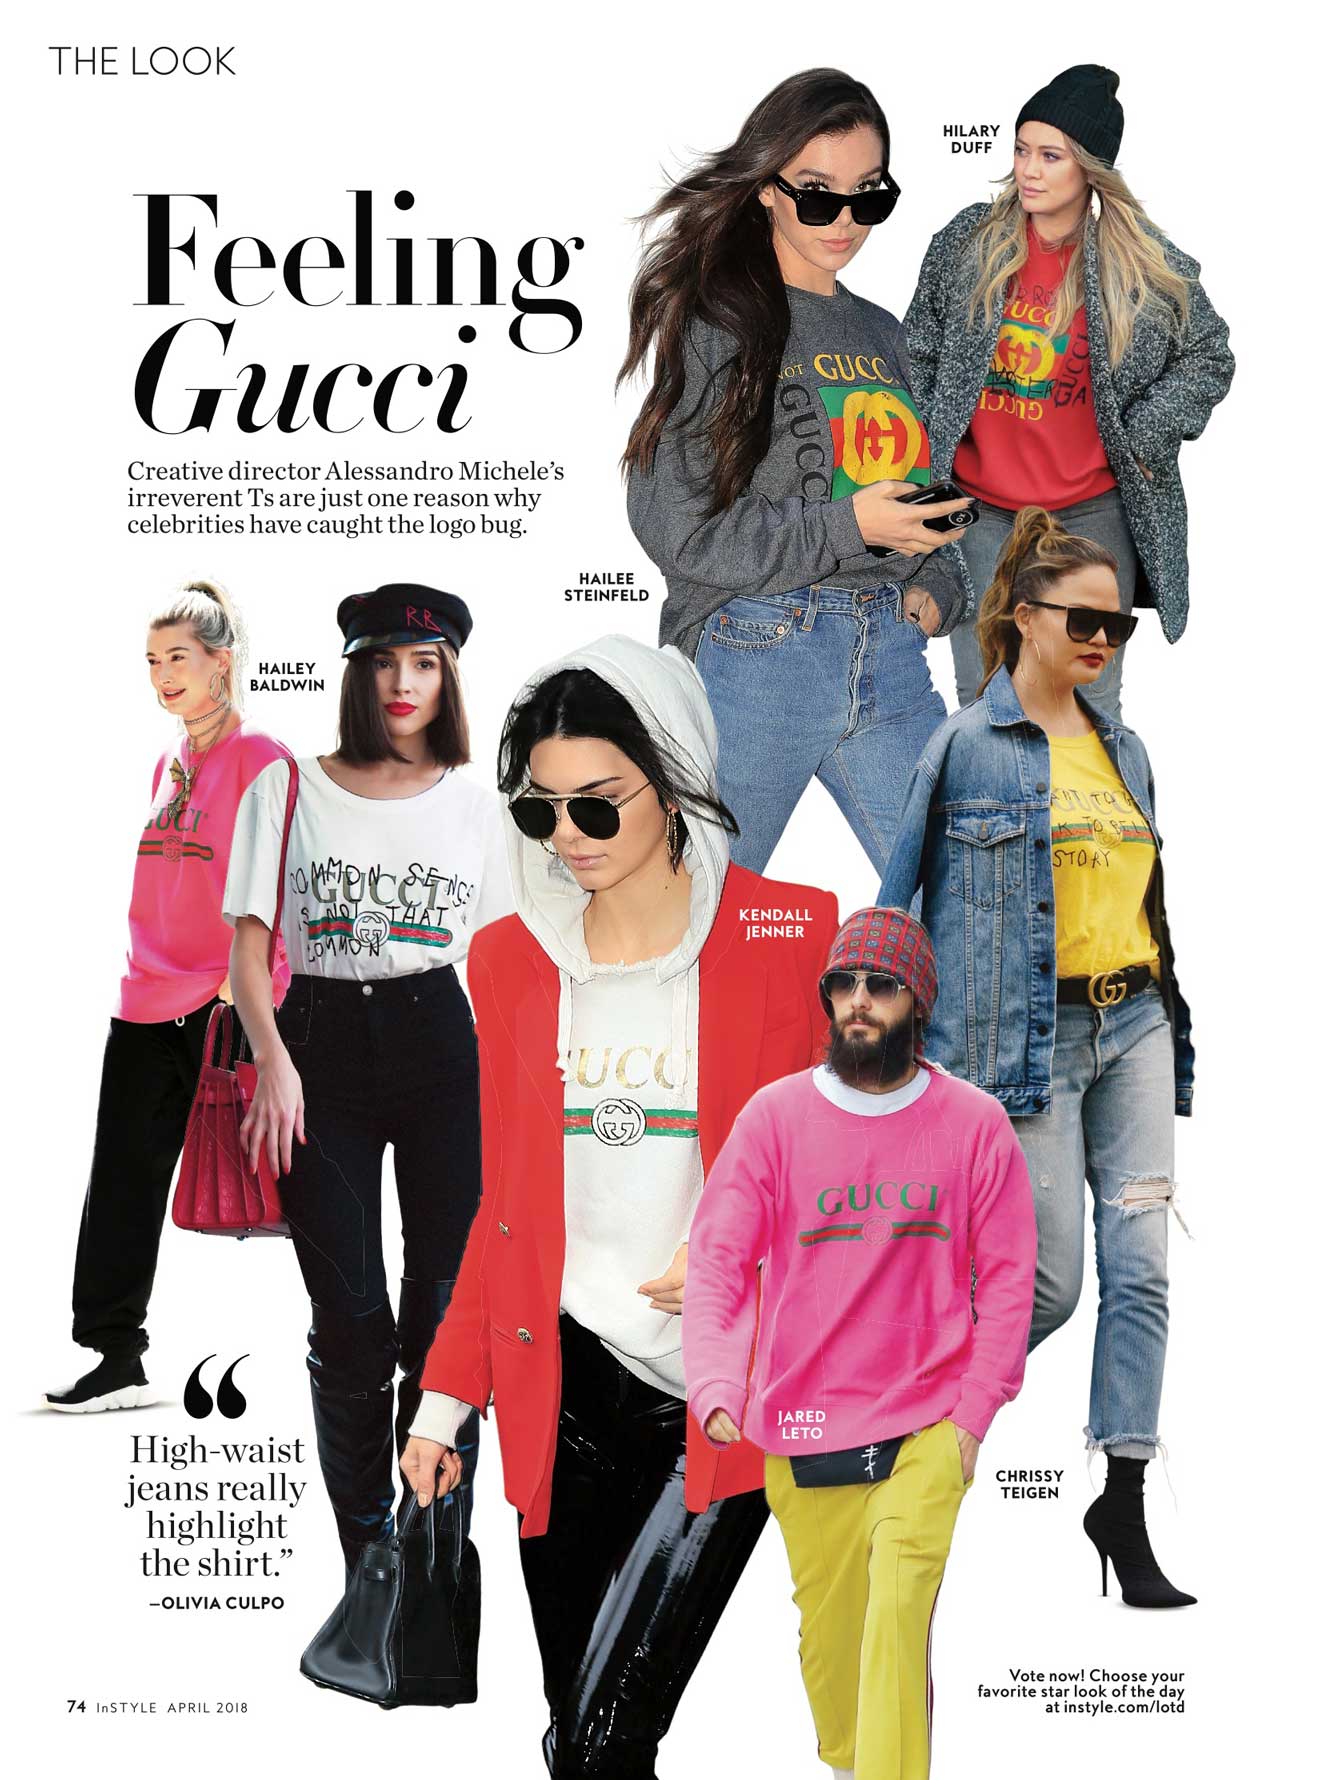 THE LOOK
Feeling
Gucci
Creative director Alessandro Michele's
irreverent Ts are just one reason why
celebrities have caught the logo bug.
HILARY
DUFF
GUCCI
GUCCI
NOT GUCCI
GUCCI
HAILEE
STEINFELD
HAILEY
BALDWIN
RB
GUCCI
COMMON SENSE
GUCCI
IS NOT THAT
COMMON
KENDALL
JENNER
GUCCI
STORY
GUCCI
JARED
LETO
CHRISSY
TEIGEN
“
High-waist
jeans really
highlight
the shirt.”
–OLIVIA CULPO
Vote now! Choose your
favorite star look of the day
at instyle.com/lotd
74 InSTYLE APRIL 2018